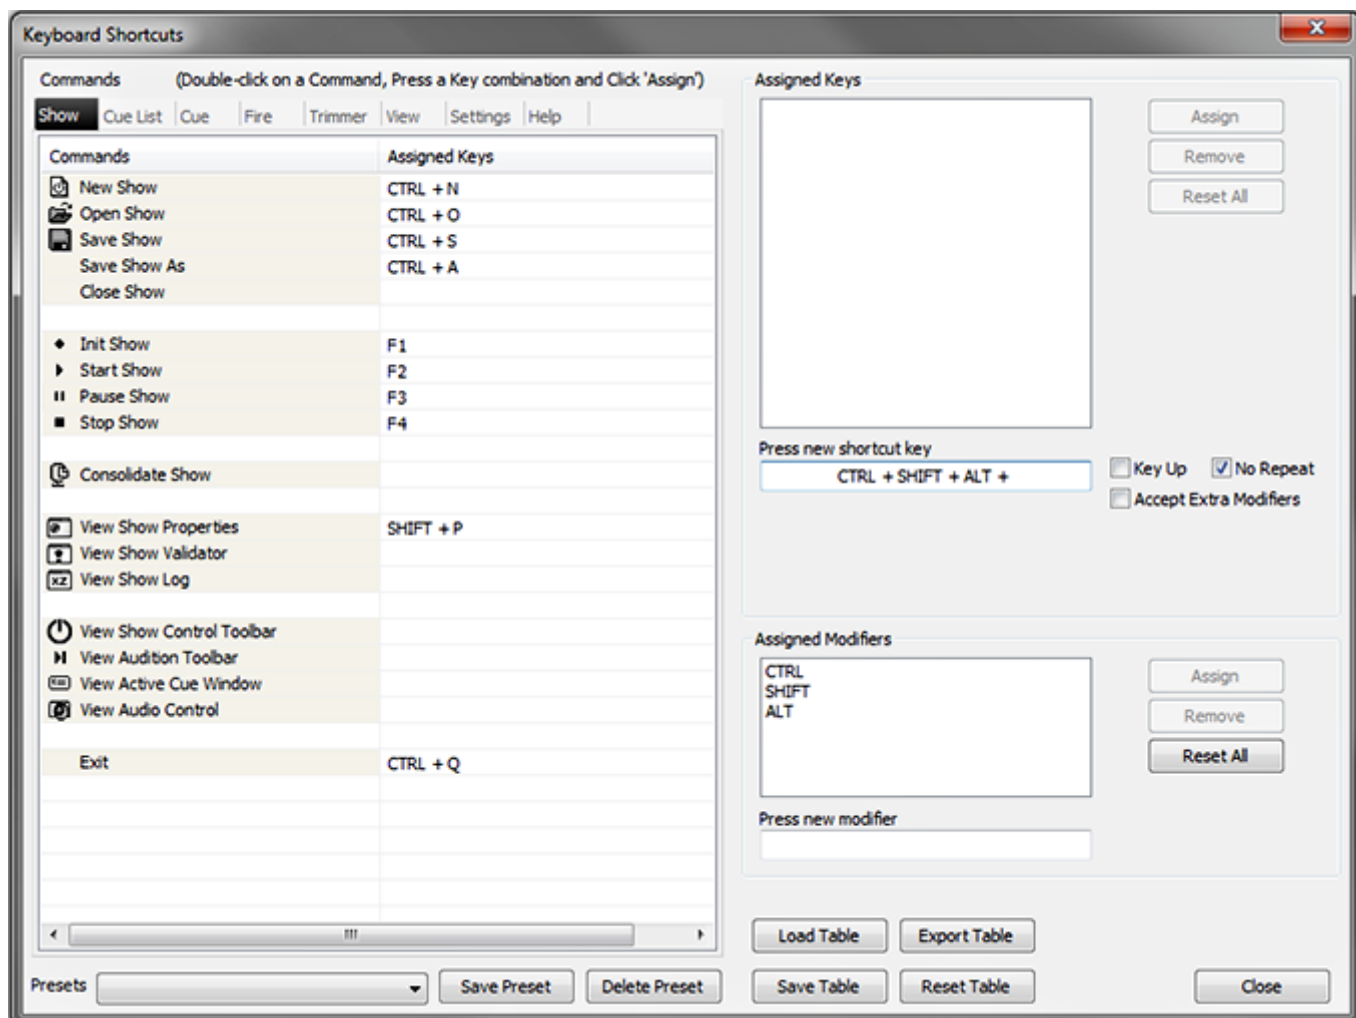 Keyboard Shortcuts
Commands (Double-click on a Command, Press a Key combination and Click 'Assign')
Show Cue List Cue Fire Trimmer View Settings Help
Commands Assigned Keys
New Show CTRL + N
Open Show CTRL + O
Save Show CTRL + S
Save Show As CTRL + A
Close Show
Init Show F1
Start Show F2
Pause Show F3
Stop Show F4
Consolidate Show
View Show Properties SHIFT + P
View Show Validator
XZ View Show Log
View Show Control Toolbar
View Audition Toolbar
View Active Cue Window
View Audio Control
Exit CTRL + Q
Presets
Save Preset
Delete Preset
Assigned Keys
Assign
Remove
Reset All
Press new shortcut key
CTRL + SHIFT + ALT +
Key Up No Repeat
Accept Extra Modifiers
Assigned Modifiers
CTRL
SHIFT
ALT
Assign
Remove
Reset All
Press new modifier
Load Table Export Table
Save Table Reset Table
Close